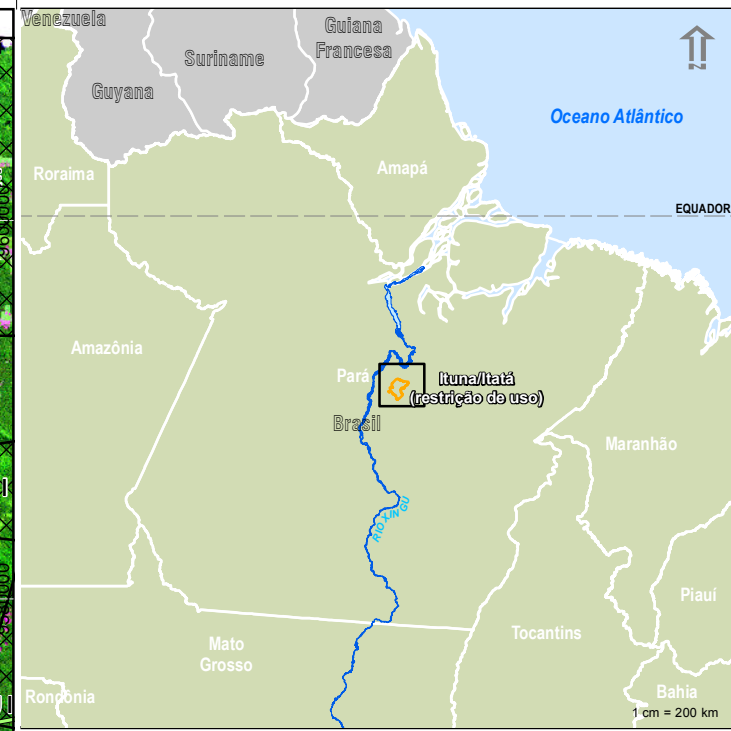 Venezuela
Guiana
Francesa
Suriname
Guyana
Oceano Atlântico
Roraima
Amapá
EQUADOR
Amazônia
Pará
Ituna/Itatá
(restrição de uso)
Brasil
Maranhão
RIO XINGU
Piauí
Mato
Grosso
Tocantins
Rondônia
Bahia
1 cm = 200 km